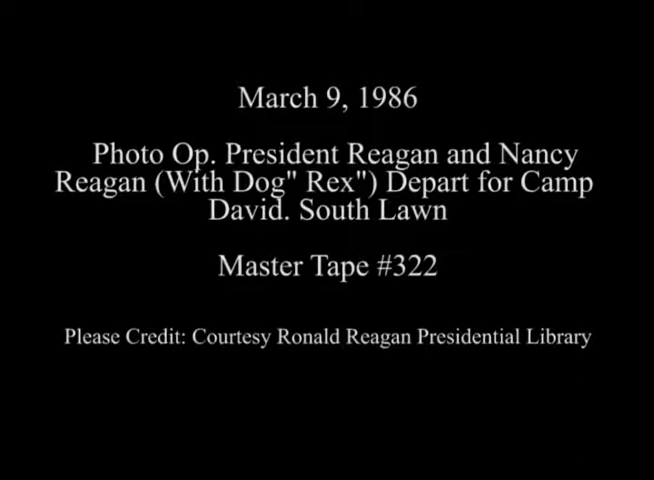 March 9, 1986
Photo Op. President Reagan and Nancy
Reagan (With Dog" Rex") Depart for Camp
David. South Lawn
Master Tape #322
Please Credit: Courtesy Ronald Reagan Presidential Library